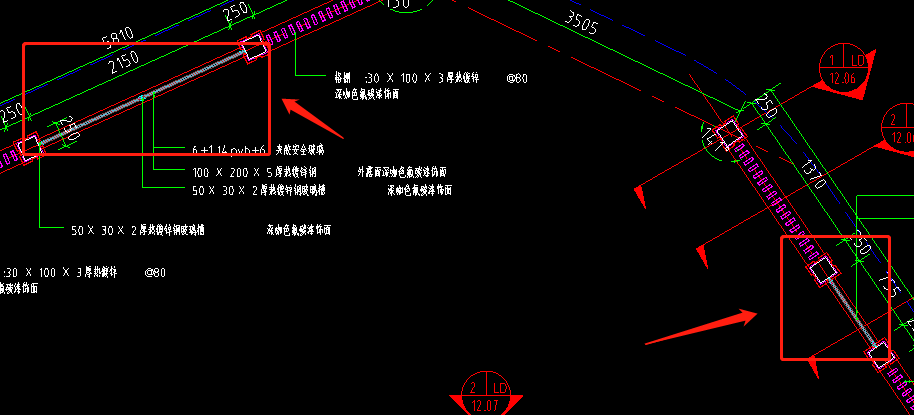 150
250
3505
5810
2150
1
LD
12.06
格栅 :30 X 100 X 3厚热镀锌 @80
深咖色氟碳漆饰面
250
250
250
2
6+1.14pvb+6 夹胶安全玻璃
100 X 200 X 5厚热镀锌钢 外露面深咖色氟碳漆饰面
50 X 30 X 2厚热镀锌钢玻璃槽 深咖色氟碳漆饰面
1370
50 X 30 X 2厚热镀锌钢玻璃槽 深咖色氟碳漆饰面
250
:30 X 100 X 3厚热镀锌 @80
氟碳漆饰面
2
LD
12.07